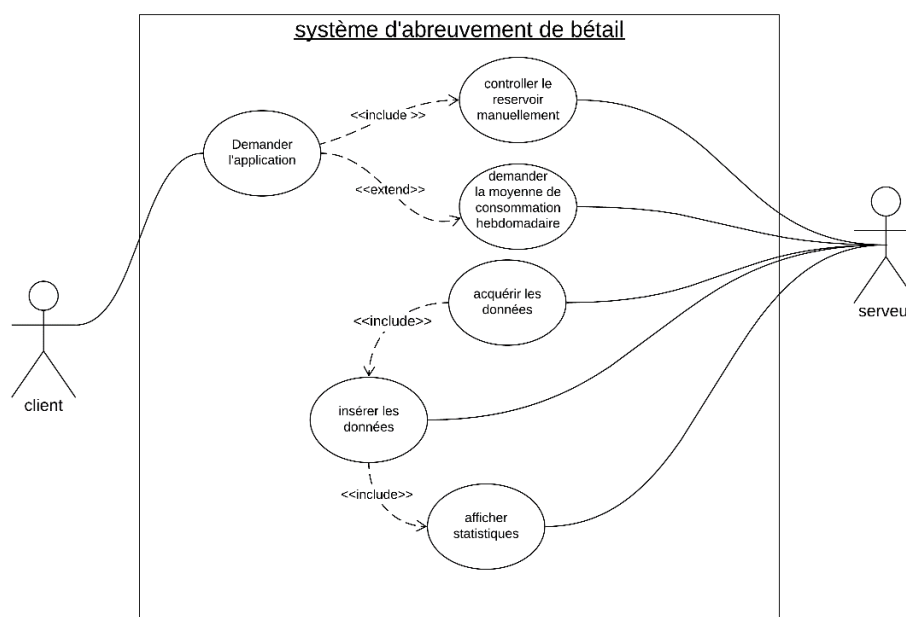 système d'abreuvement de bétail
controller le
reservoir
manuellement
<<include >>
Demander
l'application
<<extend>>
demander
la moyenne de
consommation
hebdomadaire
acquérir les
données
<<include>>
serveur
client
insérer les
données
<<include>>
afficher
statistiques